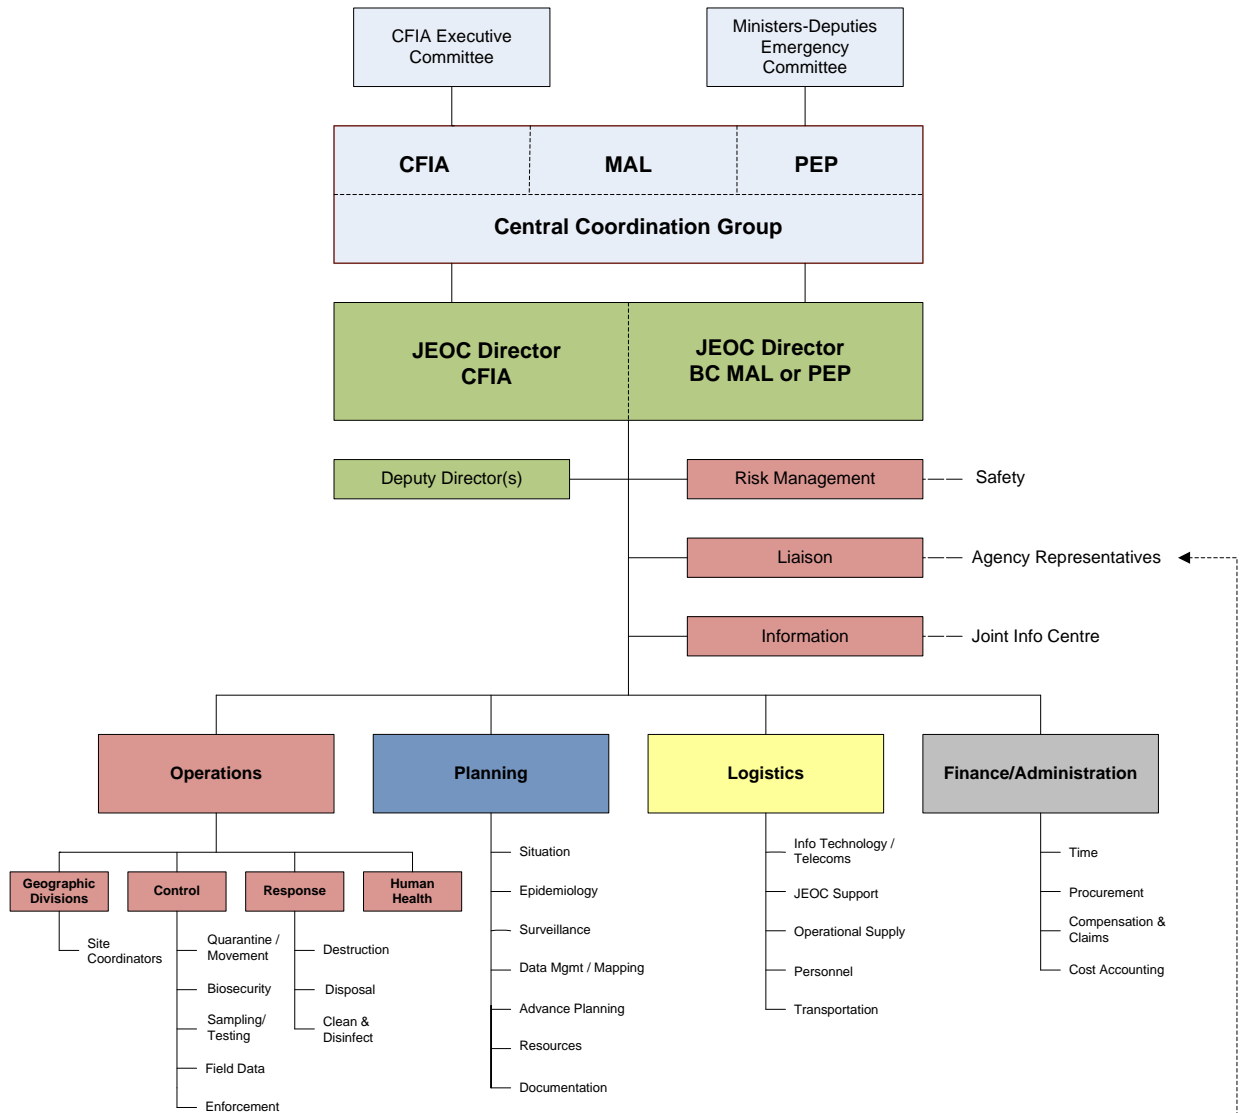 CFIA Executive
Committee
Ministers-Deputies
Emergency
Committee
CFIA
MAL
PEP
Central Coordination Group
JEOC Director
CFIA
JEOC Director
BC MAL or PEP
Deputy Director(s)
Risk Management
Safety
Liaison
Agency Representatives
Information
Joint Info Centre
Operations
Planning
Logistics
Finance/Administration
Geographic
Divisions
Control
Response
Human
Health
Site
Coordinators
Quarantine /
Movement
Biosecurity
Sampling/
Testing
Field Data
Enforcement
Destruction
Disposal
Clean &
Disinfect
Situation
Epidemiology
Surveillance
Data Mgmt / Mapping
Advance Planning
Resources
Documentation
Info Technology /
Telecoms
JEOC Support
Operational Supply
Personnel
Transportation
Time
Procurement
Compensation &
Claims
Cost Accounting